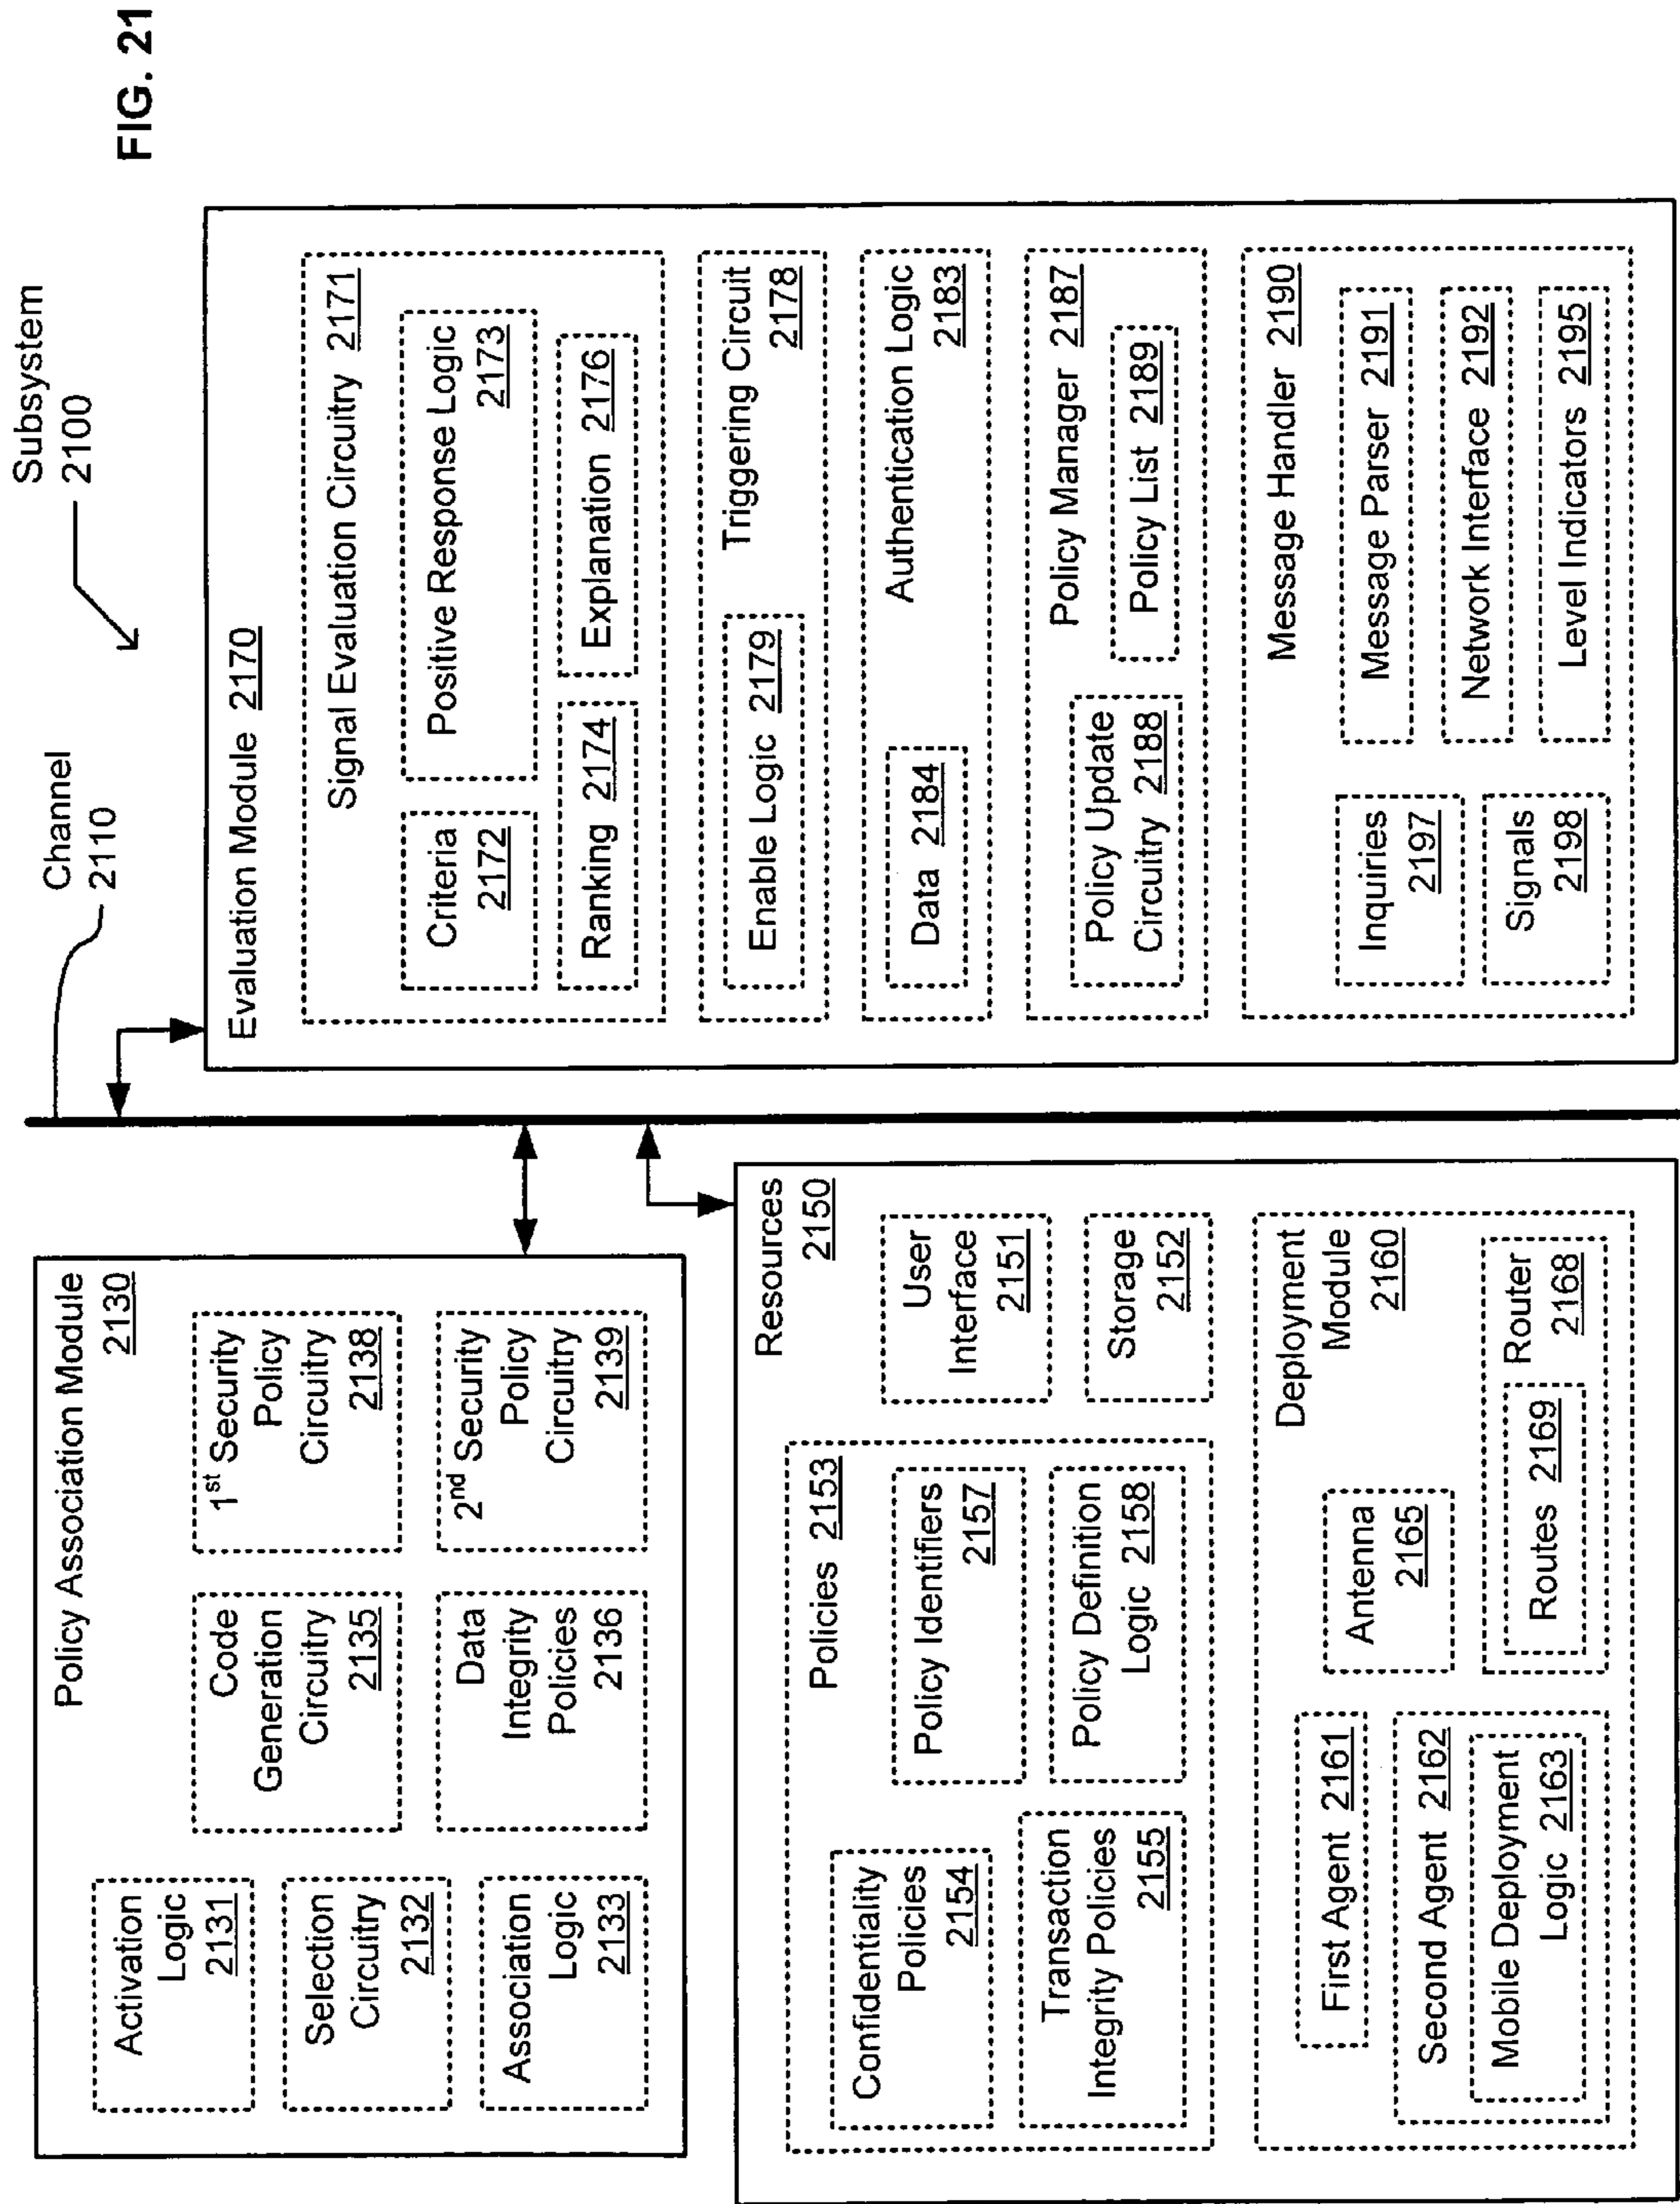 FIG. 21
Subsystem
2100
Channel
2110
Policy Association Module
2130
Activation
Logic
2131
Selection
Circuitry
2132
Association
Logic
2133
Code
Generation
Circuitry
2135
Data
Integrity
Policies
2136
1st Security
Policy
Circuitry
2138
2nd Security
Policy
Circuitry
2139
Resources
2150
User
Interface
2151
Storage
2152
Policies 2153
Confidentiality
Policies
2154
Transaction
Integrity Policies
2155
Policy Identifiers
2157
Policy Definition
Logic 2158
Deployment
Module
2160
First Agent 2161
Second Agent 2162
Mobile Deployment
Logic 2163
Antenna
2165
Router
2168
Routes 2169
Evaluation Module 2170
Signal Evaluation Circuitry 2171
Criteria
2172
Positive Response Logic
2173
Ranking 2174
Explanation 2176
Triggering Circuit
2178
Enable Logic 2179
Authentication Logic
2183
Data 2184
Policy Manager 2187
Policy Update
Circuitry 2188
Policy List 2189
Message Handler 2190
Message Parser 2191
Network Interface 2192
Level Indicators 2195
Inquiries
2197
Signals
2198